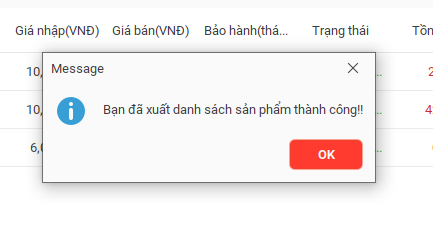 Giá nhập(VNĐ) Giá bán(VNĐ) Bảo hành(thá... Trạng thái Tồn
Message
10,
2
Bạn đã xuất danh sách sản phẩm thành công!!
10,
4
6,0
OK